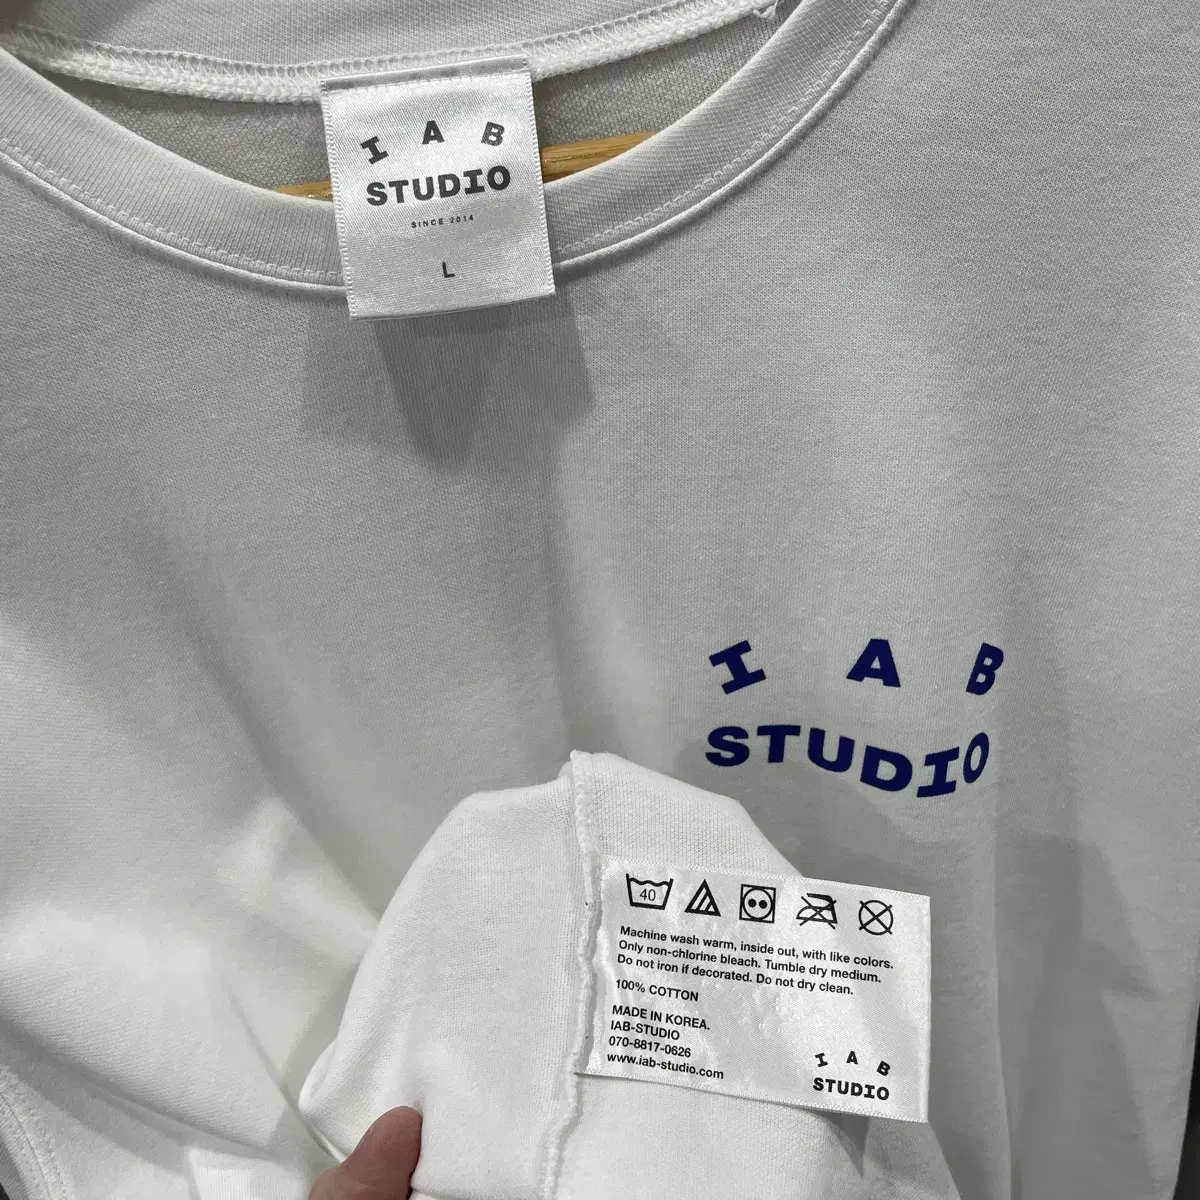 I A B
STUDIO
SINCE 2014
L
I A B
STUDIO
40
Machine wash warm, inside out, with like colors.
Only non-chlorine bleach. Tumble dry medium.
Do not iron if decorated. Do not dry clean.
100% COTTON
MADE IN KOREA.
IAB-STUDIO
070-8817-0626
www.iab-studio.com
I A B
STUDIO